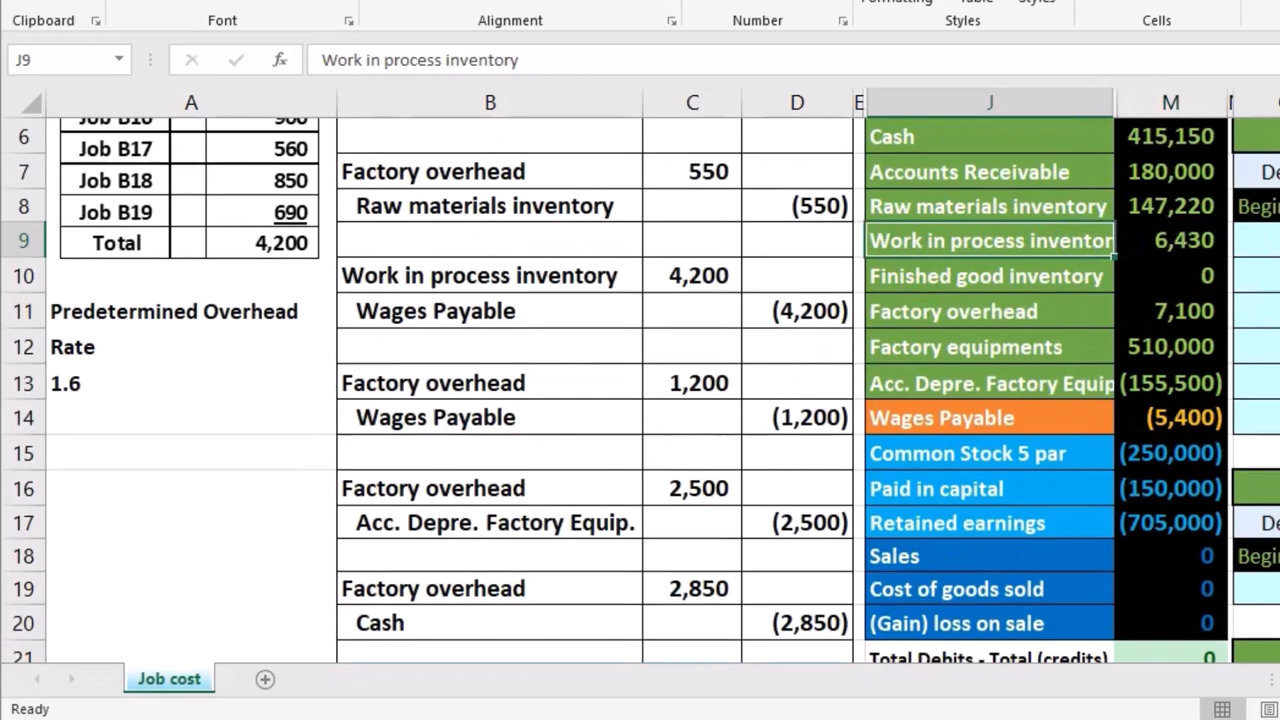 Clipboard Font Alignment Number Styles Cells
J9 fx Work in process inventory
A B C D E J M
6 Cash 415,150
Job B17 560 7 Factory overhead 550 Accounts Receivable 180,000
Job B18 850 8 Raw materials inventory (550) Raw materials inventory 147,220
Job B19 690 9 Work in process inventor 6,430
Total 4,200 10 Work in process inventory 4,200 Finished good inventory 0
Predetermined Overhead 11 Wages Payable (4,200) Factory overhead 7,100
Rate 12 Factory equipments 510,000
1.6 13 Factory overhead 1,200 Acc. Depre. Factory Equip (155,500)
14 Wages Payable (1,200) Wages Payable (5,400)
15 Common Stock 5 par (250,000)
16 Factory overhead 2,500 Paid in capital (150,000)
17 Acc. Depre. Factory Equip. (2,500) Retained earnings (705,000)
18 Sales 0
19 Factory overhead 2,850 Cost of goods sold 0
20 Cash (2,850) (Gain) loss on sale 0
21 Total Debits - Total (credits) 0
Job cost
Ready